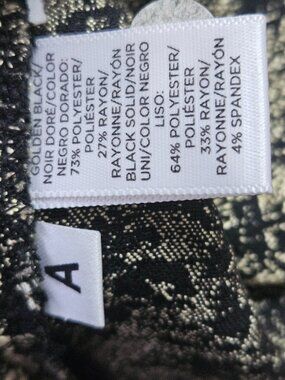 GOLDEN BLACK/
NOIR DORÉ/COLOR
NEGRO DORADO:
73% POLYESTER/
POLIÉSTER
27% RAYON/
RAYONNE/RAYÓN
BLACK SOLID/NOIR
UNI/COLOR NEGRO
LISO:
64% POLYESTER/
POLIÉSTER
33% RAYON/
RAYONNE/RAYÓN
4% SPANDEX
A